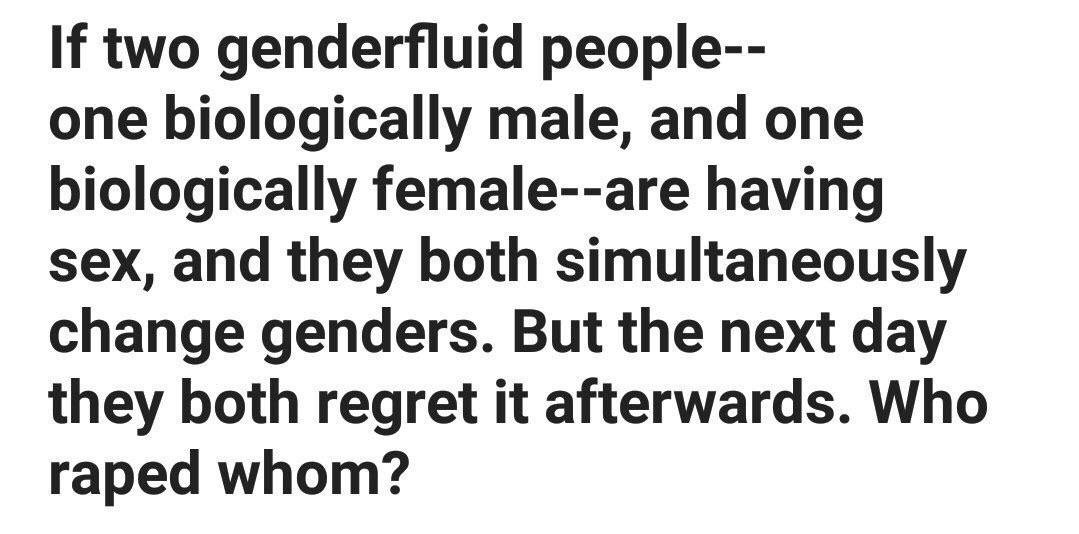 If two genderfluid people--
one biologically male, and one
biologically female--are having
sex, and they both simultaneously
change genders. But the next day
they both regret it afterwards. Who
raped whom?